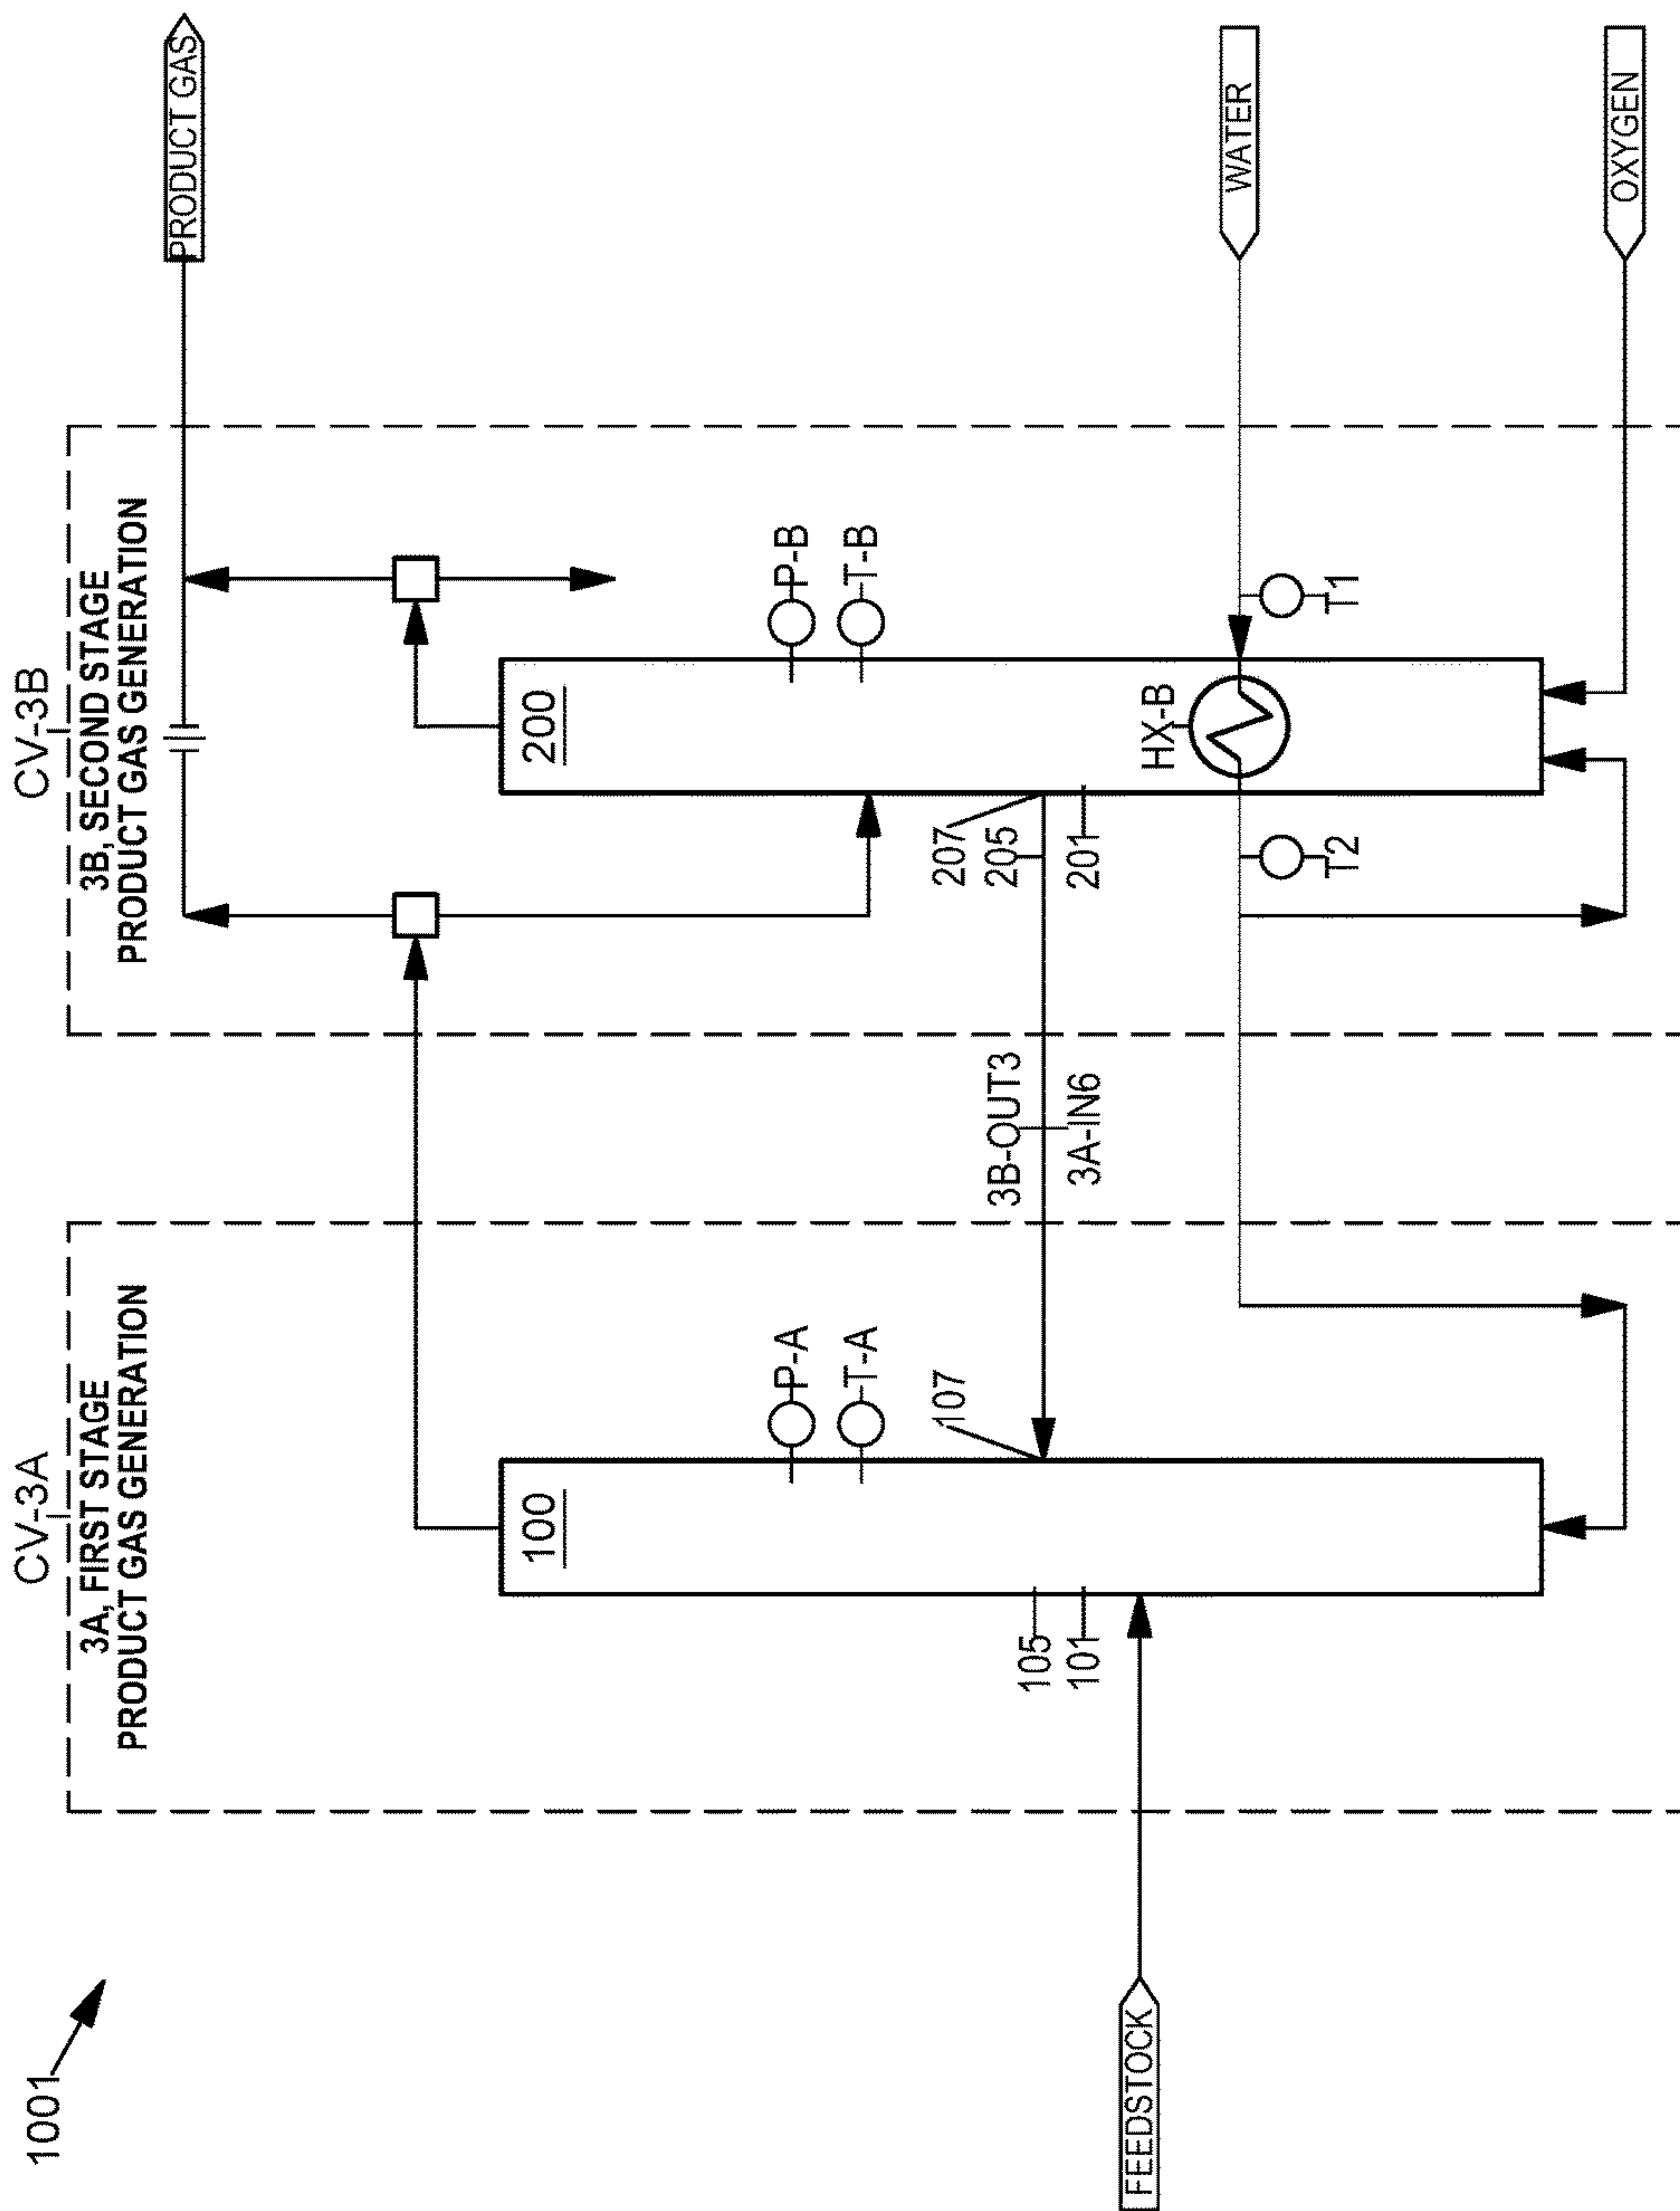 1001
CV-3A
3A, FIRST STAGE
PRODUCT GAS GENERATION
CV-3B
3B, SECOND STAGE
PRODUCT GAS GENERATION
PRODUCT GAS
100
200
P-A
T-A
P-B
T-B
107
207
205
201
3B-OUT3
3A-IN6
105
101
HX-B
FEEDSTOCK
WATER
T1
T2
OXYGEN